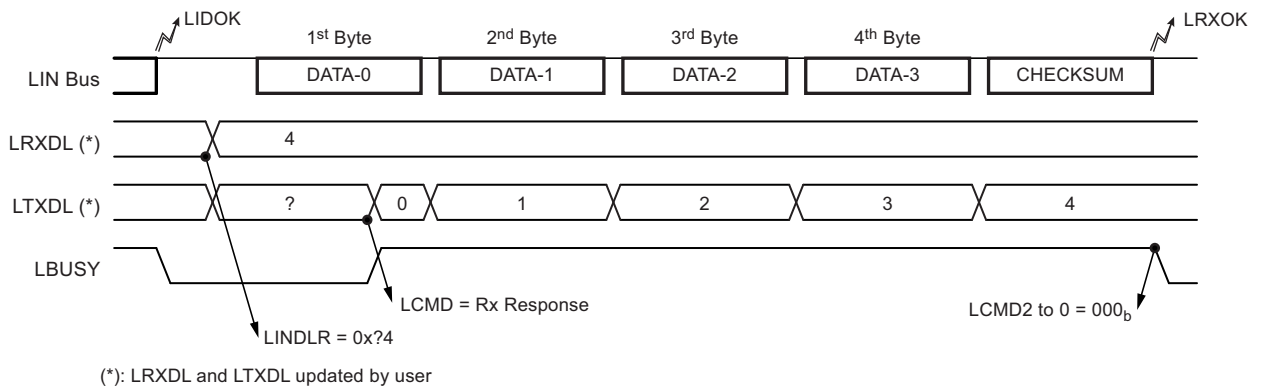 LIDOK
LRXOK
1st Byte 2nd Byte 3rd Byte 4th Byte
LIN Bus DATA-0 DATA-1 DATA-2 DATA-3 CHECKSUM
LRXDL (*) 4
LTXDL (*) ? 0 1 2 3 4
LBUSY
LCMD = Rx Response
LCMD2 to 0 = 000b
LINDLR = 0x?4
(*): LRXDL and LTXDL updated by user